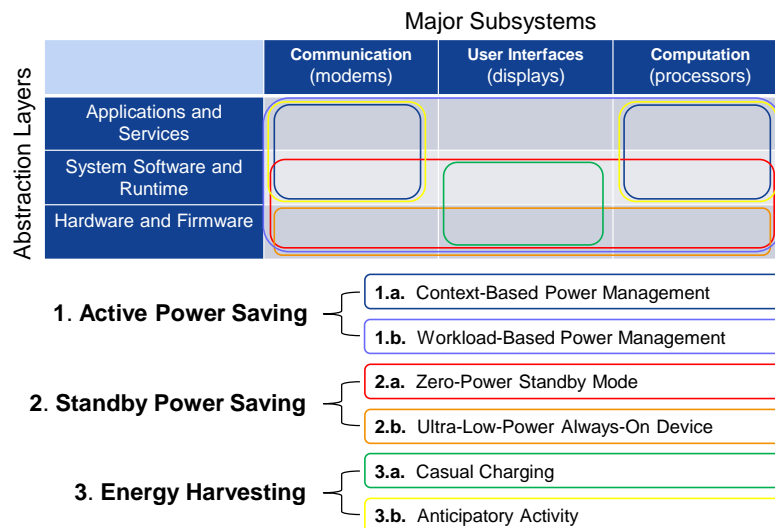 Major Subsystems
Abstraction Layers
Communication
(modems)
User Interfaces
(displays)
Computation
(processors)
Applications and
Services
System Software and
Runtime
Hardware and Firmware
1. Active Power Saving
1.a. Context-Based Power Management
1.b. Workload-Based Power Management
2. Standby Power Saving
2.a. Zero-Power Standby Mode
2.b. Ultra-Low-Power Always-On Device
3. Energy Harvesting
3.a. Casual Charging
3.b. Anticipatory Activity